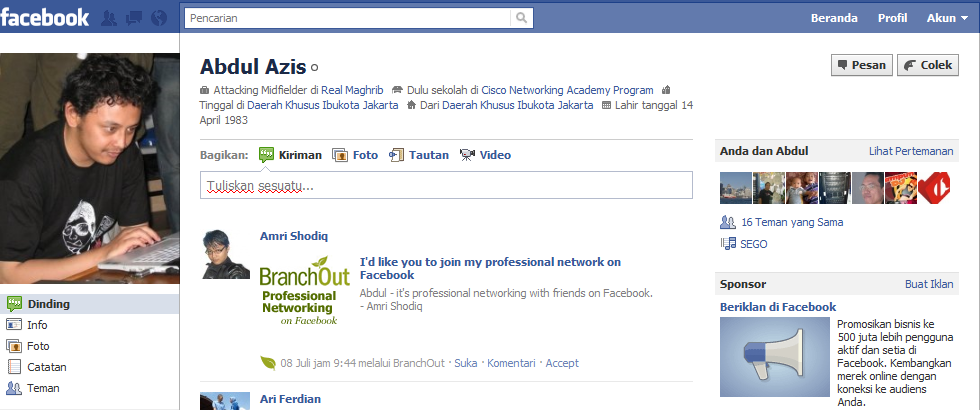 facebook
Pencarian
Beranda Profil Akun
Abdul Azis
Pesan
Colek
Attacking Midfielder di Real Maghrib Dulu sekolah di Cisco Networking Academy Program
Tinggal di Daerah Khusus Ibukota Jakarta Dari Daerah Khusus Ibukota Jakarta Lahir tanggal 14
April 1983
Bagikan: Kiriman Foto Tautan Video
Tuliskan sesuatu...
Amri Shodiq
BranchOut
Professional
Networking
on Facebook
I'd like you to join my professional network on
Facebook
Abdul - it's professional networking with friends on Facebook.
- Amri Shodiq
08 Juli jam 9:44 melalui BranchOut · Suka · Komentari · Accept
Ari Ferdian
Dinding
Info
Foto
Catatan
Teman
Anda dan Abdul Lihat Pertemanan
16 Teman yang Sama
SEGO
Sponsor Buat Iklan
Beriklan di Facebook
Promosikan bisnis ke
500 juta lebih pengguna
aktif dan setia di
Facebook. Kembangkan
merek online dengan
koneksi ke audiens
Anda.